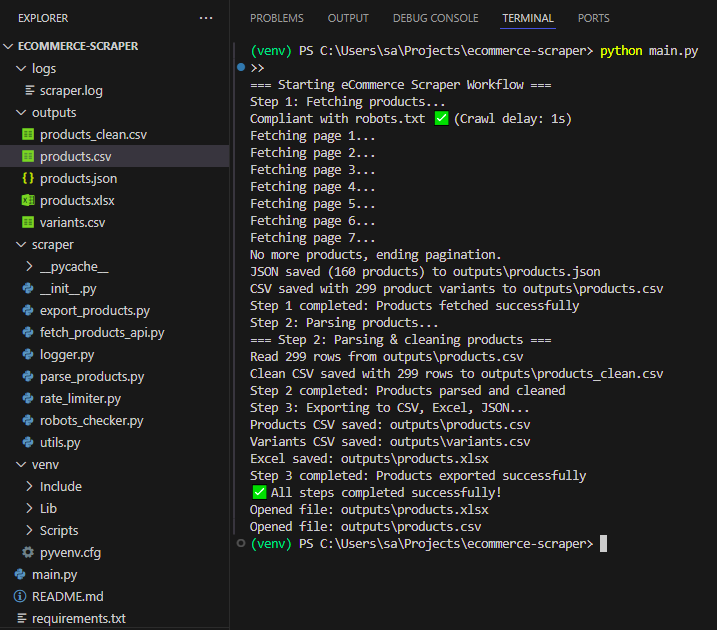 EXPLORER
ECOMMERCE-SCRAPER
logs
scraper.log
outputs
products_clean.csv
products.csv
products.json
products.xlsx
variants.csv
scraper
__pycache__
__init__.py
export_products.py
fetch_products_api.py
logger.py
parse_products.py
rate_limiter.py
robots_checker.py
utils.py
venv
Include
Lib
Scripts
pyvenv.cfg
main.py
README.md
requirements.txt
PROBLEMS OUTPUT DEBUG CONSOLE TERMINAL PORTS
(venv) PS C:\Users\sa\Projects\ecommerce-scraper> python main.py
>>
=== Starting eCommerce Scraper Workflow ===
Step 1: Fetching products...
Compliant with robots.txt ✅ (Crawl delay: 1s)
Fetching page 1...
Fetching page 2...
Fetching page 3...
Fetching page 4...
Fetching page 5...
Fetching page 6...
Fetching page 7...
No more products, ending pagination.
JSON saved (160 products) to outputs\products.json
CSV saved with 299 product variants to outputs\products.csv
Step 1 completed: Products fetched successfully
Step 2: Parsing products...
=== Step 2: Parsing & cleaning products ===
Read 299 rows from outputs\products.csv
Clean CSV saved with 299 rows to outputs\products_clean.csv
Step 2 completed: Products parsed and cleaned
Step 3: Exporting to CSV, Excel, JSON...
Products CSV saved: outputs\products.csv
Variants CSV saved: outputs\variants.csv
Excel saved: outputs\products.xlsx
Step 3 completed: Products exported successfully
✅ All steps completed successfully!
Opened file: outputs\products.xlsx
Opened file: outputs\products.csv
(venv) PS C:\Users\sa\Projects\ecommerce-scraper>